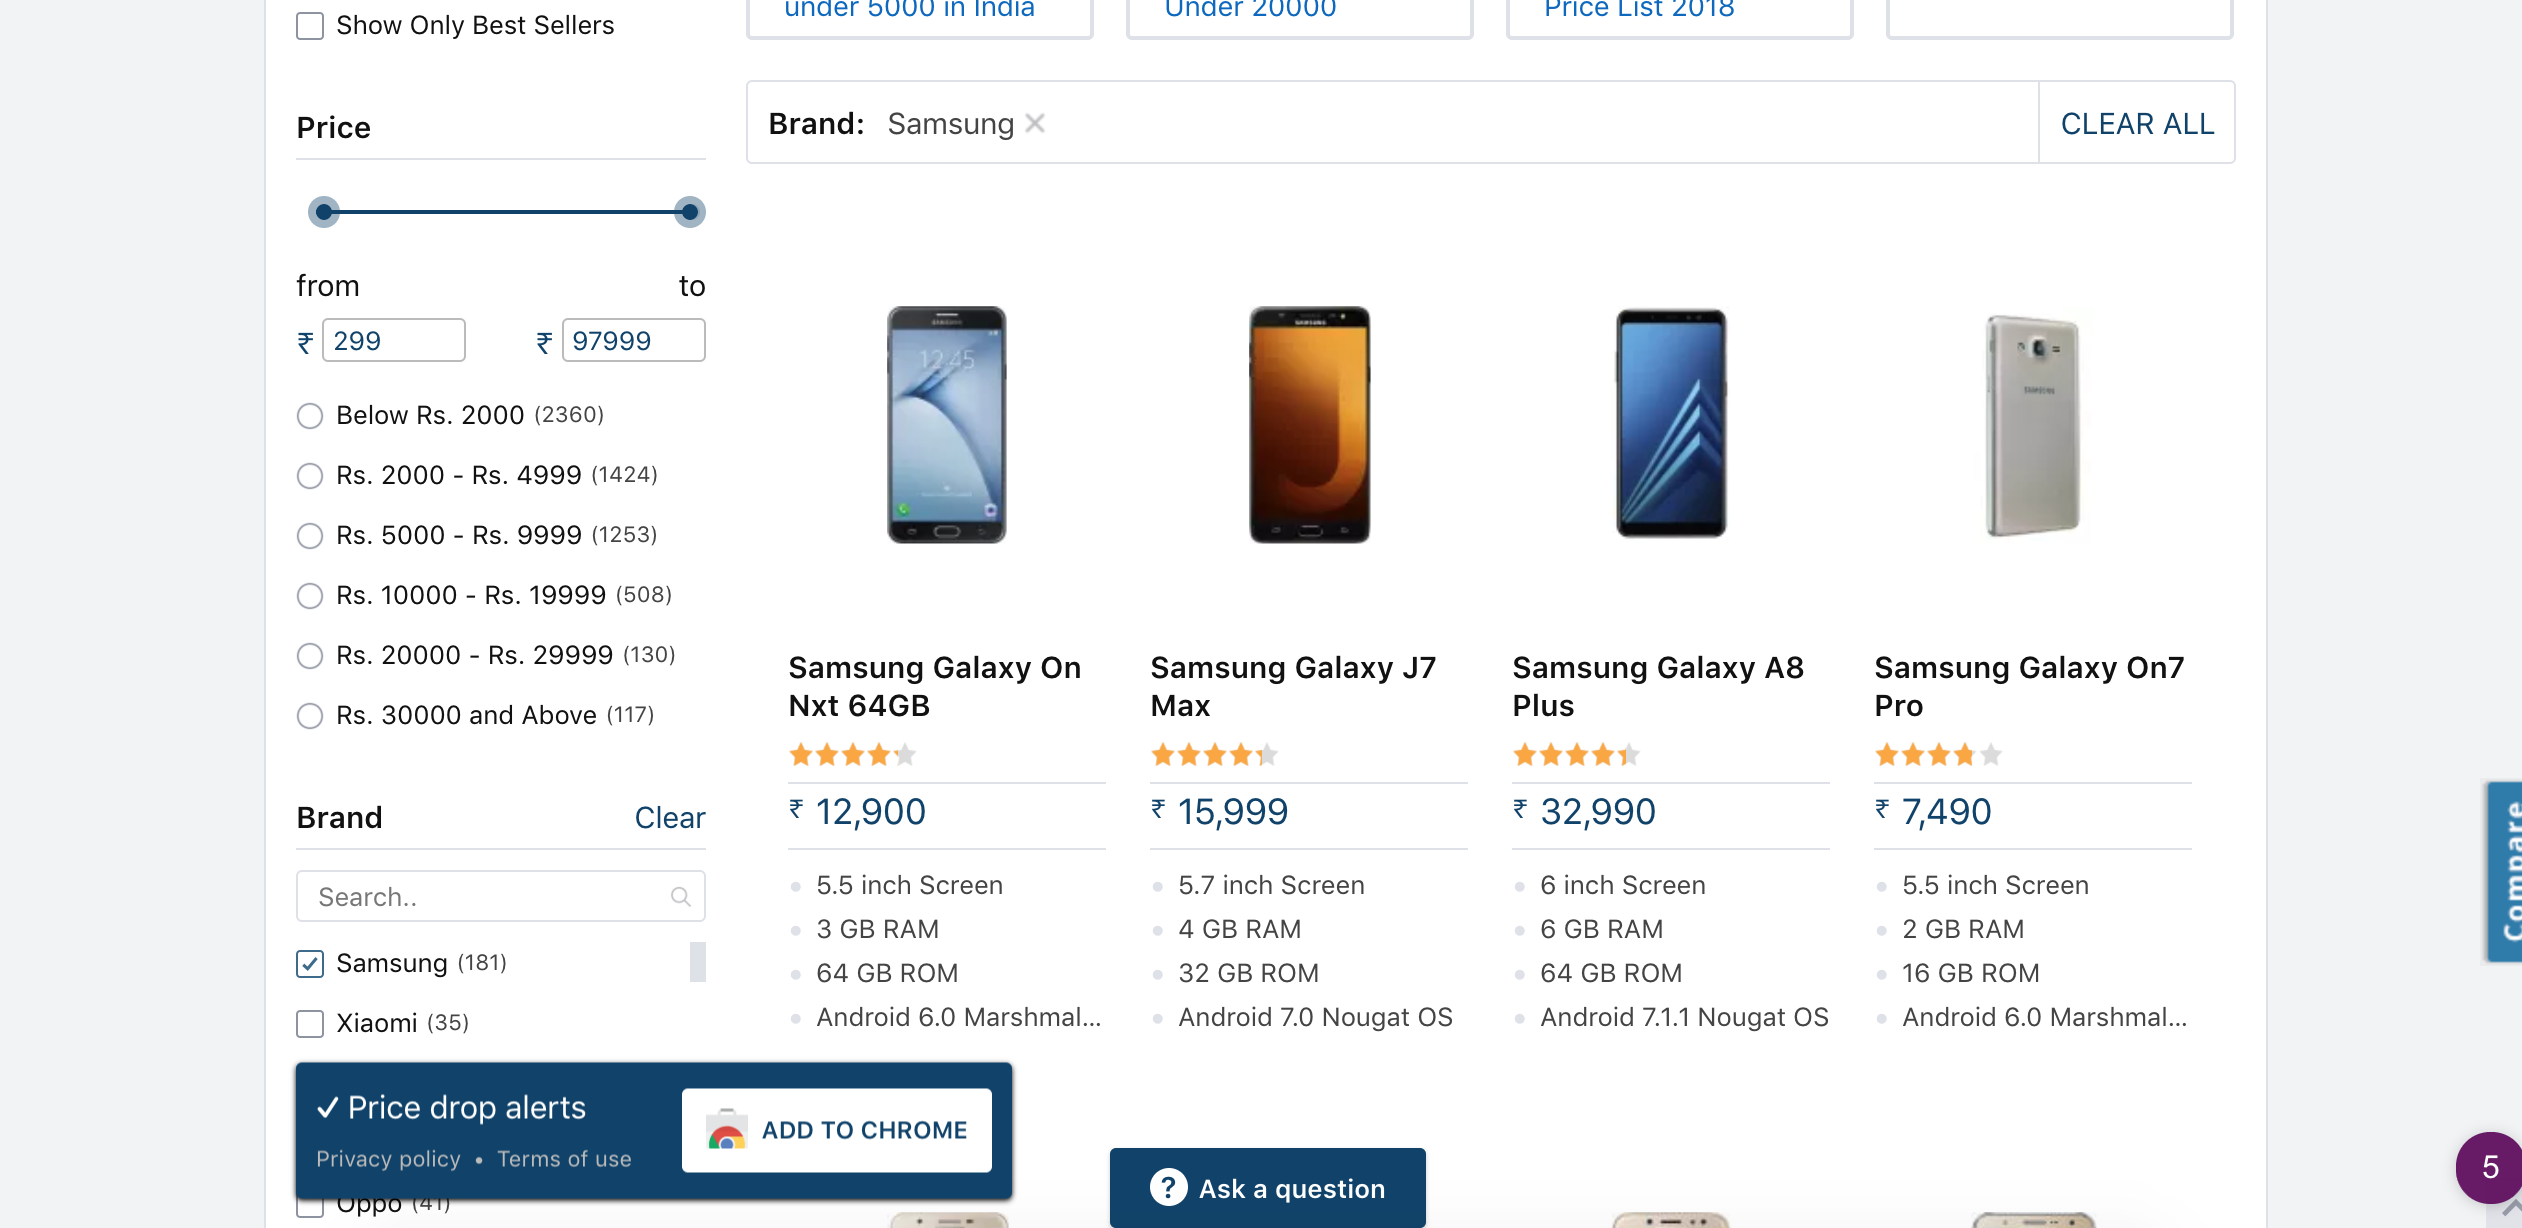 under 5000 in India
Under 20000
Price List 2018
Show Only Best Sellers
Brand: Samsung
CLEAR ALL
Price
from to
₹ 299 ₹ 97999
Below Rs. 2000 (2360)
Rs. 2000 - Rs. 4999 (1424)
Rs. 5000 - Rs. 9999 (1253)
Rs. 10000 - Rs. 19999 (508)
Rs. 20000 - Rs. 29999 (130)
Rs. 30000 and Above (117)
Brand Clear
Search..
Samsung (181)
Xiaomi (35)
Oppo (41)
SAMSUNG
12:45
SAMSUNG
SAMSUNG
Samsung Galaxy On
Nxt 64GB
₹ 12,900
5.5 inch Screen
3 GB RAM
64 GB ROM
Android 6.0 Marshmal...
Samsung Galaxy J7
Max
₹ 15,999
5.7 inch Screen
4 GB RAM
32 GB ROM
Android 7.0 Nougat OS
Samsung Galaxy A8
Plus
₹ 32,990
6 inch Screen
6 GB RAM
64 GB ROM
Android 7.1.1 Nougat OS
Samsung Galaxy On7
Pro
₹ 7,490
5.5 inch Screen
2 GB RAM
16 GB ROM
Android 6.0 Marshmal...
Compare
✓ Price drop alerts
Privacy policy • Terms of use
ADD TO CHROME
? Ask a question
5